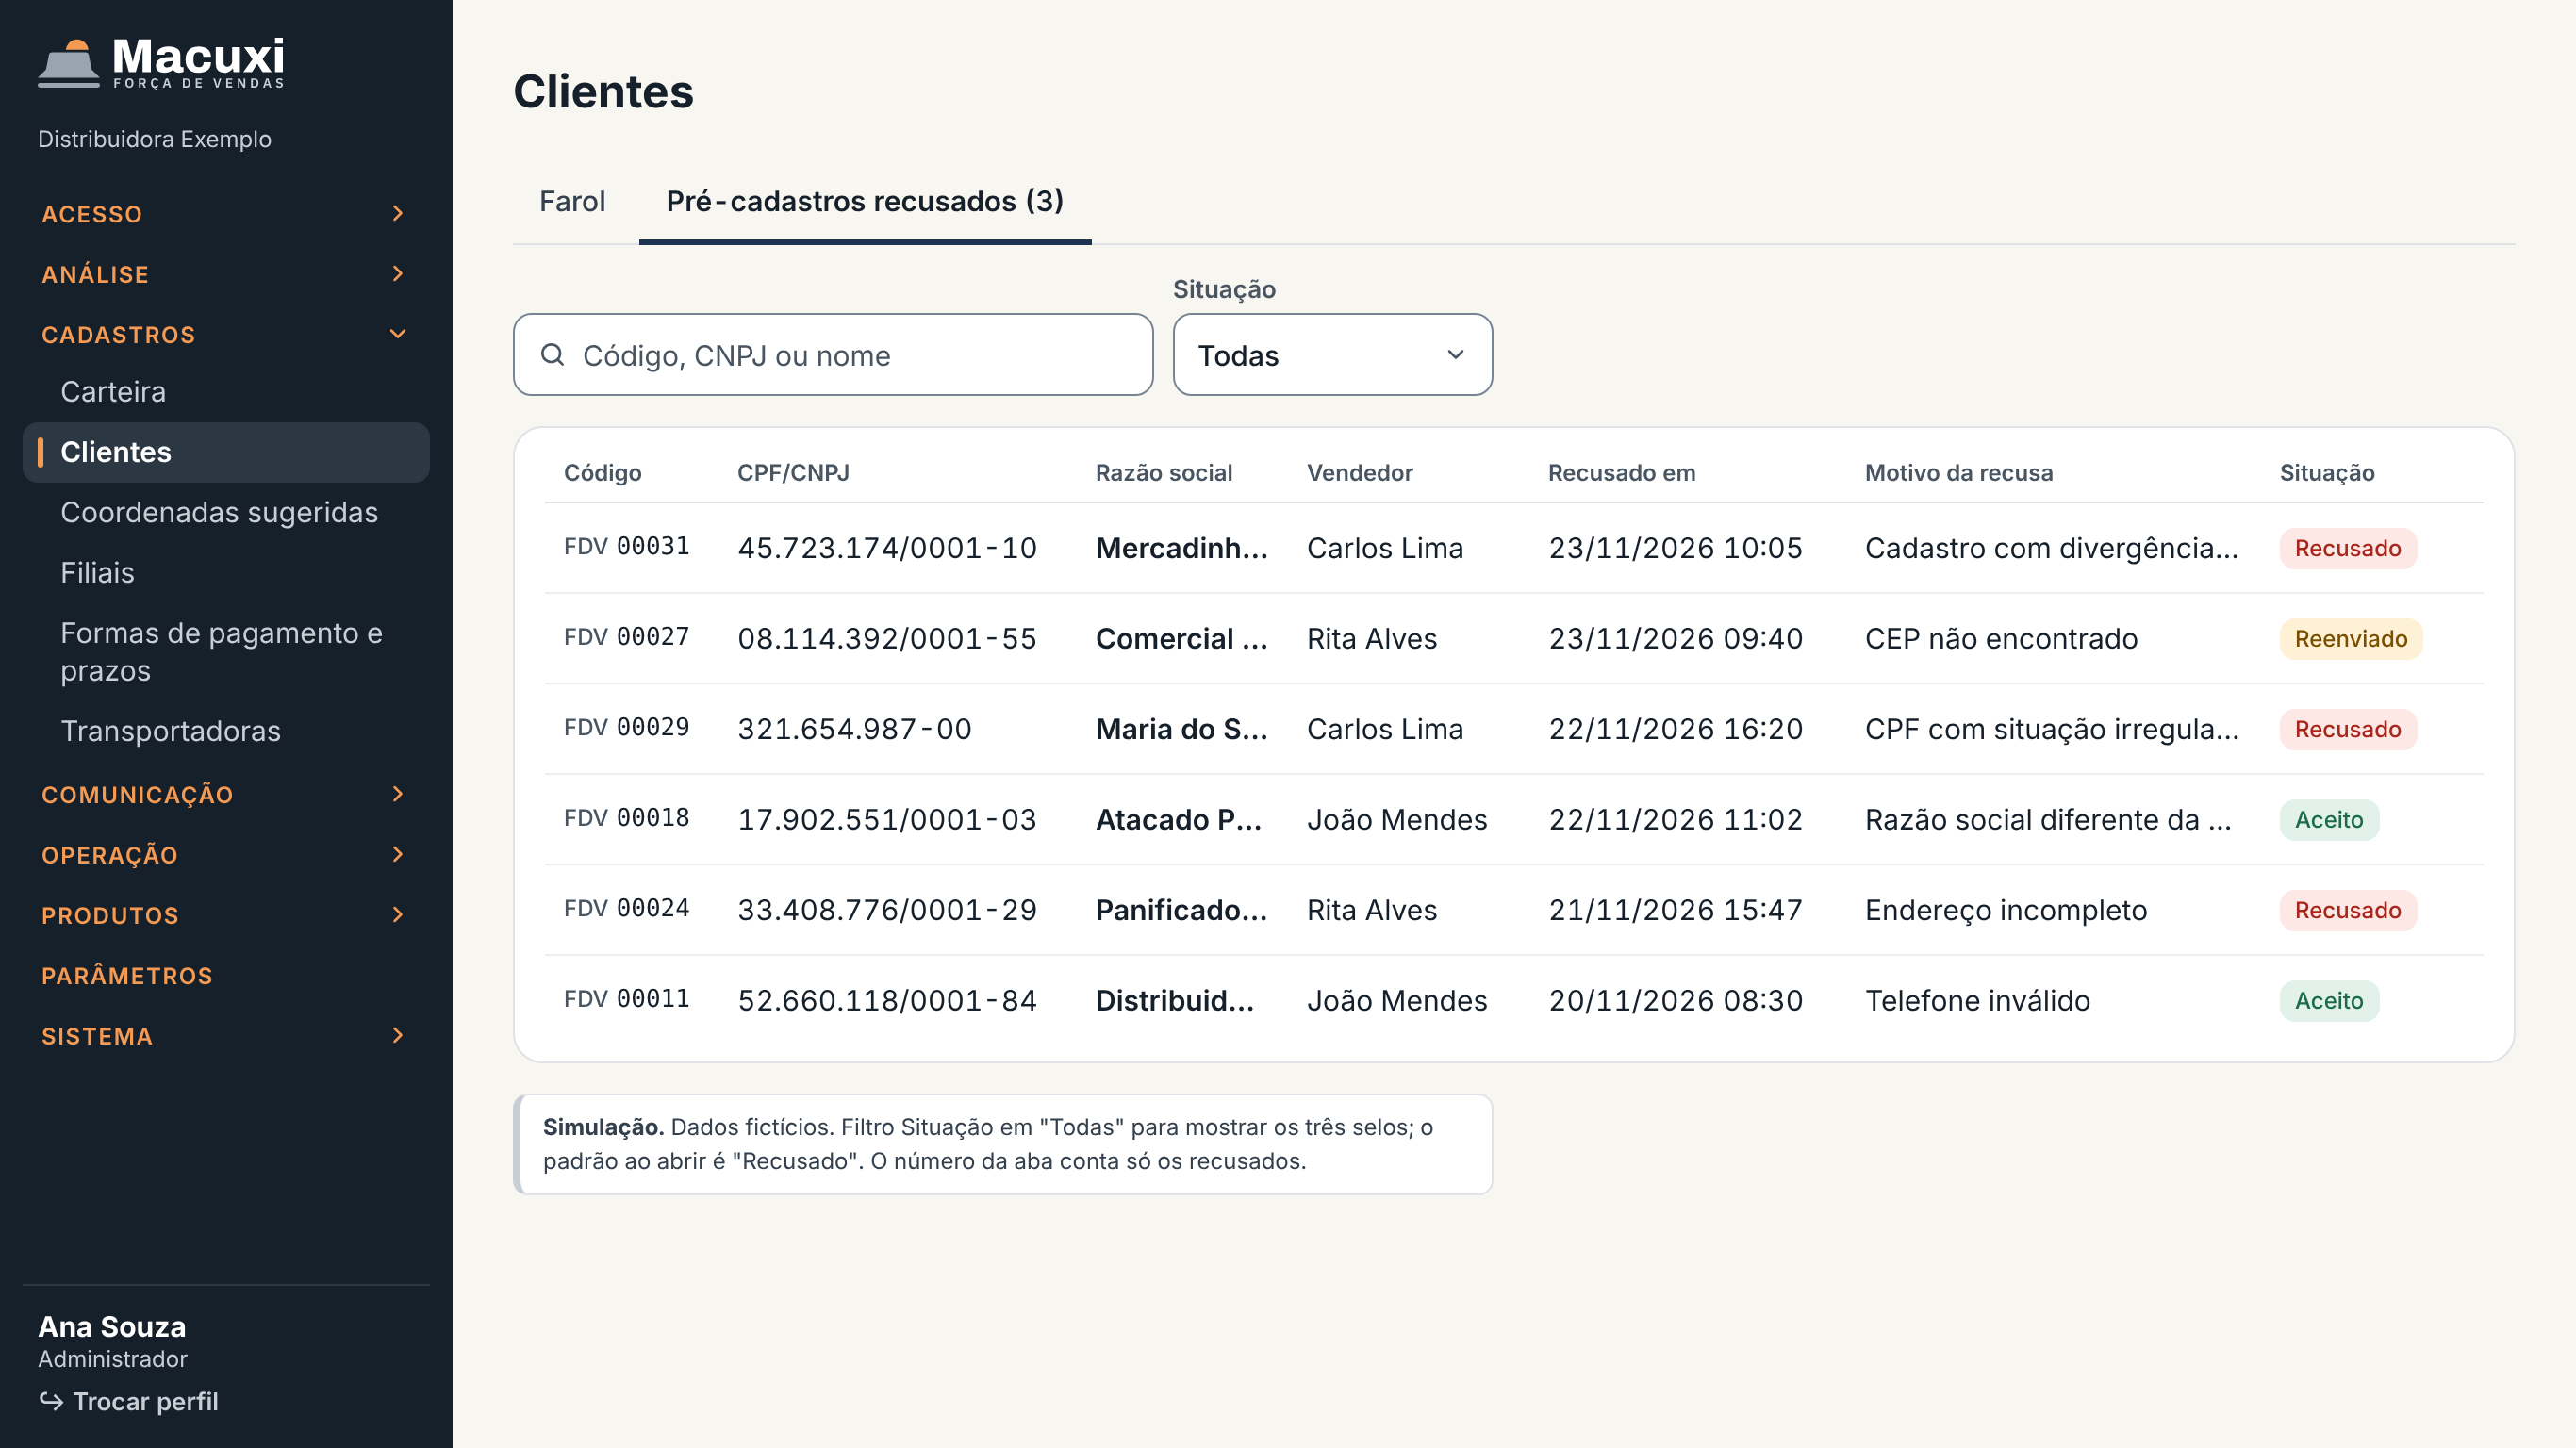 Macuxi
FORÇA DE VENDAS
Distribuidora Exemplo
ACESSO
ANÁLISE
CADASTROS
Carteira
Clientes
Coordenadas sugeridas
Filiais
Formas de pagamento e
prazos
Transportadoras
COMUNICAÇÃO
OPERAÇÃO
PRODUTOS
PARÂMETROS
SISTEMA
Ana Souza
Administrador
Trocar perfil
Clientes
Farol Pré-cadastros recusados (3)
Situação
Código, CNPJ ou nome Todas
Código CPF/CNPJ Razão social Vendedor Recusado em Motivo da recusa Situação
FDV 00031 45.723.174/0001-10 Mercadinh... Carlos Lima 23/11/2026 10:05 Cadastro com divergência... Recusado
FDV 00027 08.114.392/0001-55 Comercial ... Rita Alves 23/11/2026 09:40 CEP não encontrado Reenviado
FDV 00029 321.654.987-00 Maria do S... Carlos Lima 22/11/2026 16:20 CPF com situação irregula... Recusado
FDV 00018 17.902.551/0001-03 Atacado P... João Mendes 22/11/2026 11:02 Razão social diferente da ... Aceito
FDV 00024 33.408.776/0001-29 Panificado... Rita Alves 21/11/2026 15:47 Endereço incompleto Recusado
FDV 00011 52.660.118/0001-84 Distribuid... João Mendes 20/11/2026 08:30 Telefone inválido Aceito
Simulação. Dados fictícios. Filtro Situação em "Todas" para mostrar os três selos; o
padrão ao abrir é "Recusado". O número da aba conta só os recusados.